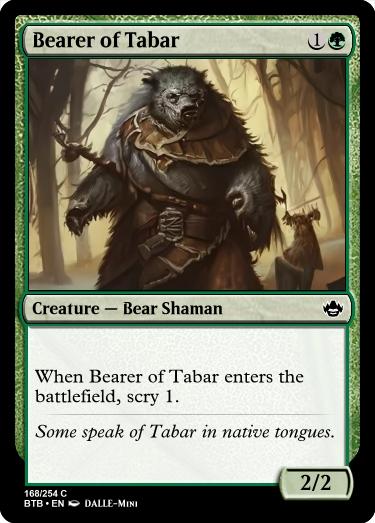 Bearer of Tabar 1
Creature — Bear Shaman
When Bearer of Tabar enters the
battlefield, scry 1.
Some speak of Tabar in native tongues.
2/2
168/254 C
BTB • EN DALLE-Mini